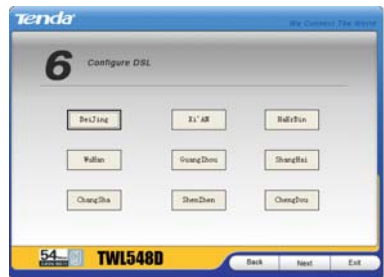 Tenda
We Connect The World
6 Configure DSL
BeiJing Xi'AN HaErBin
WuHan GuangZhou ShangHai
ChangSha ShenZhen ChengDou
54 TWL548D
Back Next Exit